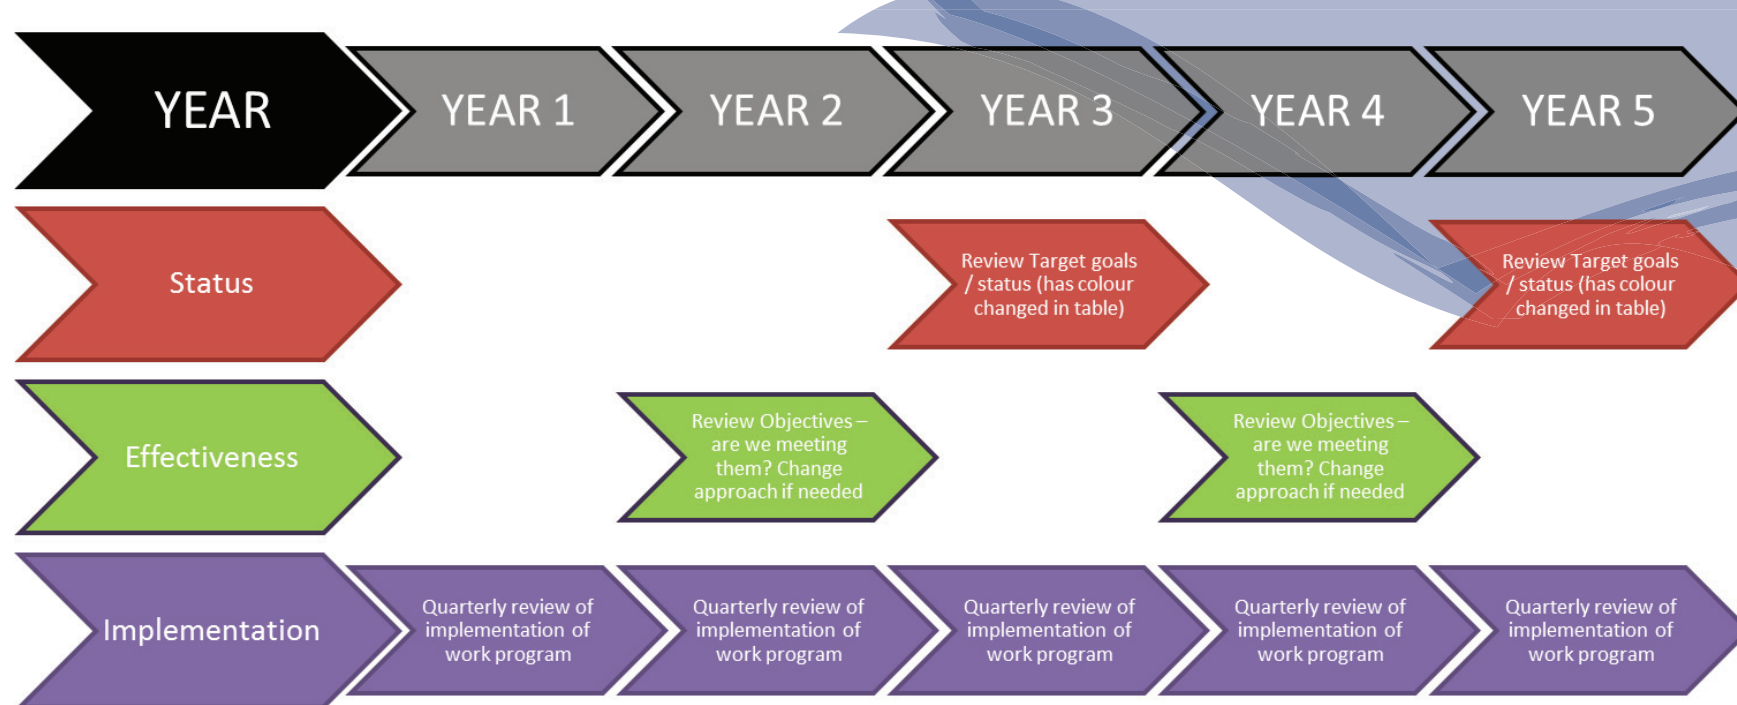 YEAR
YEAR 1
YEAR 2
YEAR 3
YEAR 4
YEAR 5
Status
Review Target goals
/ status (has colour
changed in table)
Review Target goals
/ status (has colour
changed in table)
Effectiveness
Review Objectives –
are we meeting
them? Change
approach if needed
Review Objectives –
are we meeting
them? Change
approach if needed
Implementation
Quarterly review of
implementation of
work program
Quarterly review of
implementation of
work program
Quarterly review of
implementation of
work program
Quarterly review of
implementation of
work program
Quarterly review of
implementation of
work program